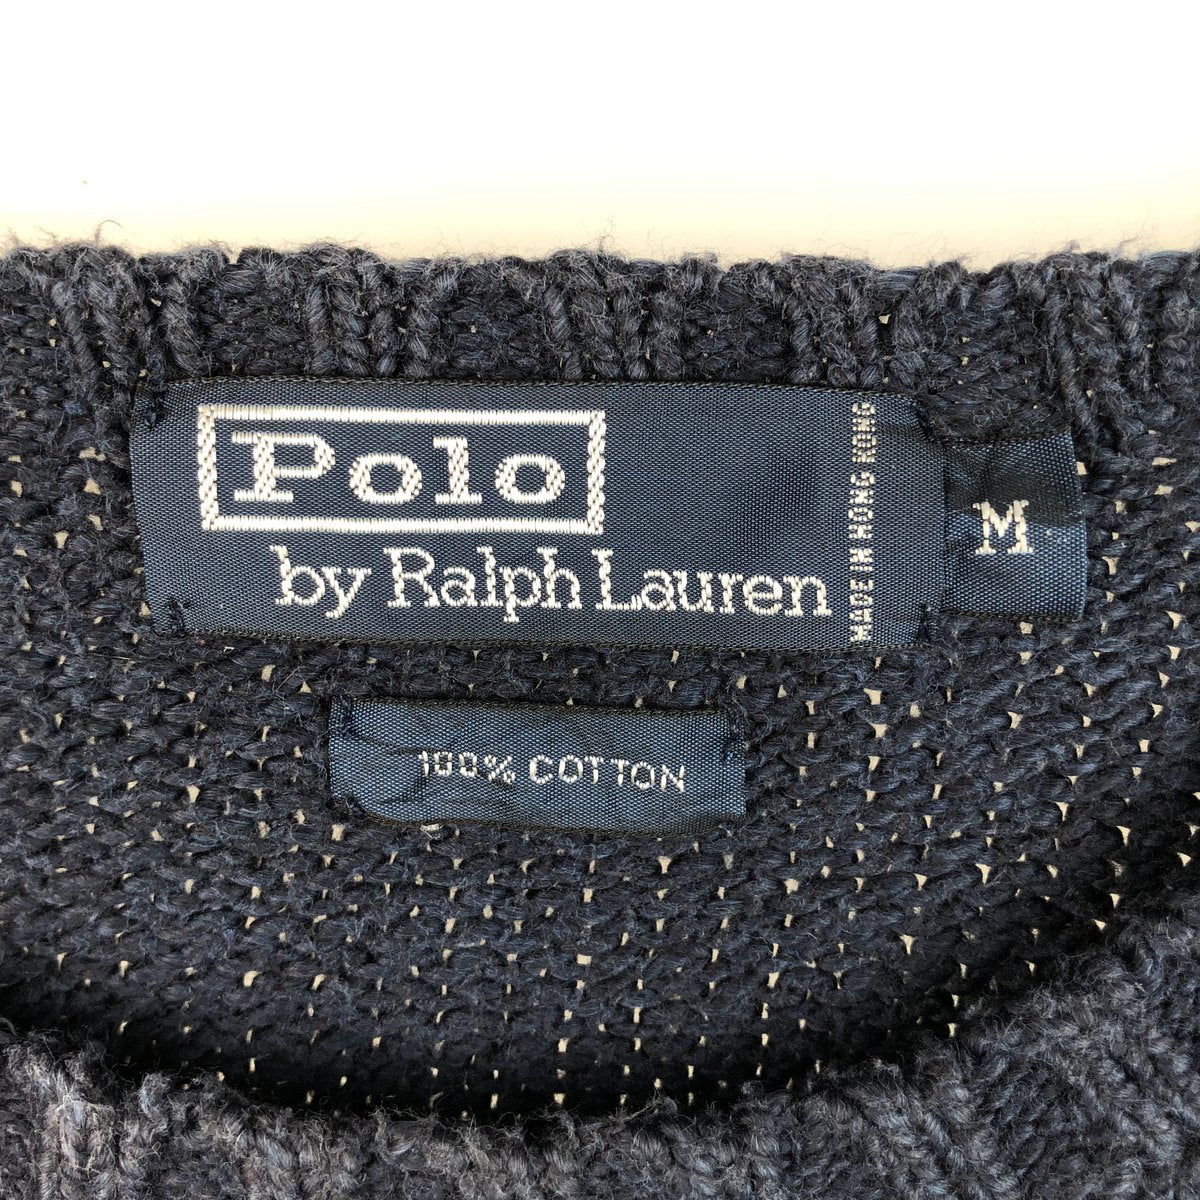 Polo
by Ralph Lauren
MADE IN HONG KONG
M
100% COTTON